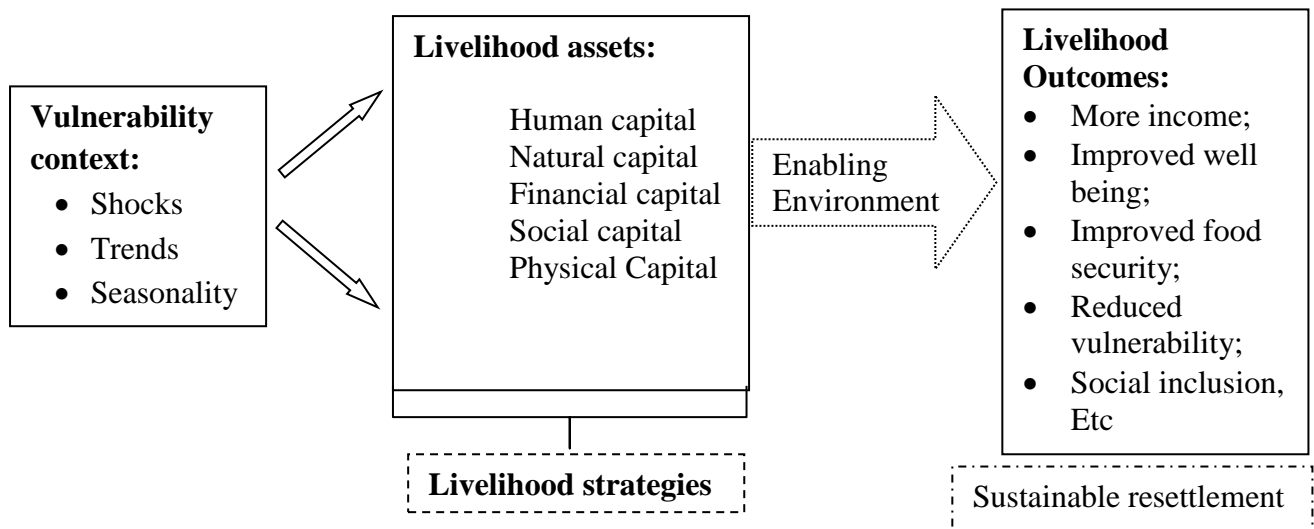 Vulnerability
context:
• Shocks
• Trends
• Seasonality
Livelihood assets:
Human capital
Natural capital
Financial capital
Social capital
Physical Capital
Livelihood strategies
Enabling
Environment
Livelihood
Outcomes:
• More income;
• Improved well
being;
• Improved food
security;
• Reduced
vulnerability;
• Social inclusion,
Etc
Sustainable resettlement